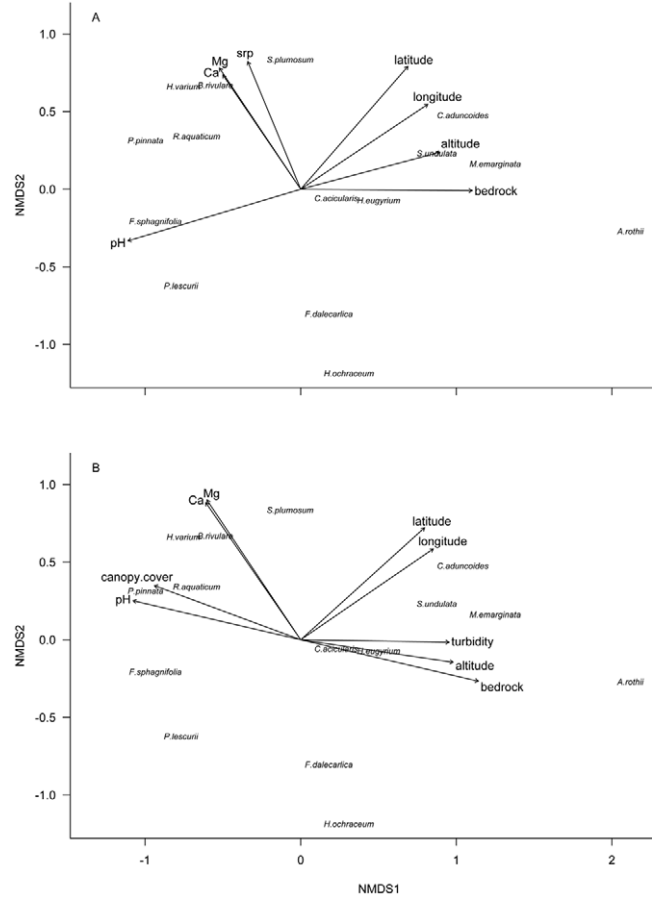 A
1.0
srp
Mg
S.plumosum
latitude
Ca
H.varium
B.rivulare
longitude
0.5
C.aduncoides
R.aquaticum
P.pinnata
altitude
S.undulata
M.emarginata
NMDS2
0.0
bedrock
C.acicularis
H.eugyrium
F.sphagnifolia
A.rothii
pH
-0.5
P.lescurii
F.dalecarlica
-1.0
H.ochraceum
B
1.0
Mg
Ca
S.plumosum
latitude
H.varium
B.rivulare
longitude
0.5
C.aduncoides
canopy.cover
R.aquaticum
P.pinnata
pH
S.undulata
M.emarginata
NMDS2
0.0
turbidity
C.acicularis
H.eugyrium
altitude
F.sphagnifolia
bedrock
A.rothii
-0.5
P.lescurii
F.dalecarlica
-1.0
H.ochraceum
-1
0
1
2
NMDS1